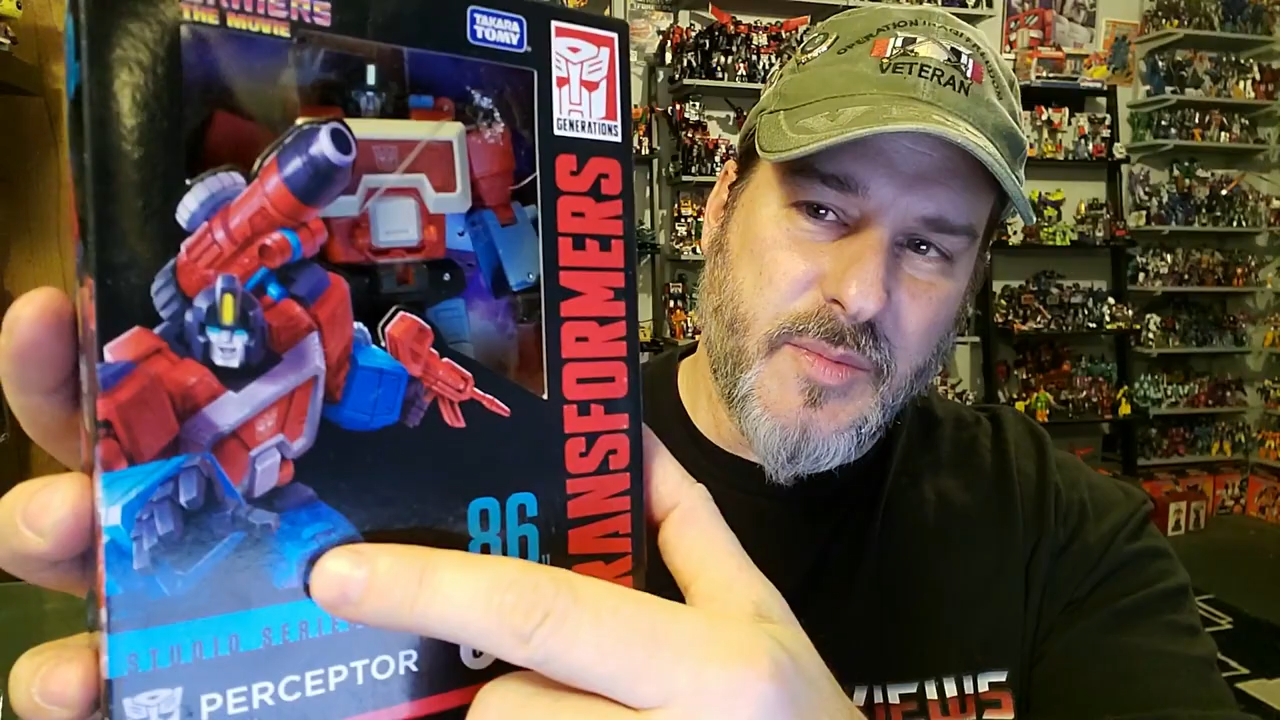 THE MOVIE
TAKARA
TOMY
GENERATIONS
TRANSFORMERS
86
STUDIO SERIES
PERCEPTOR
VETERAN